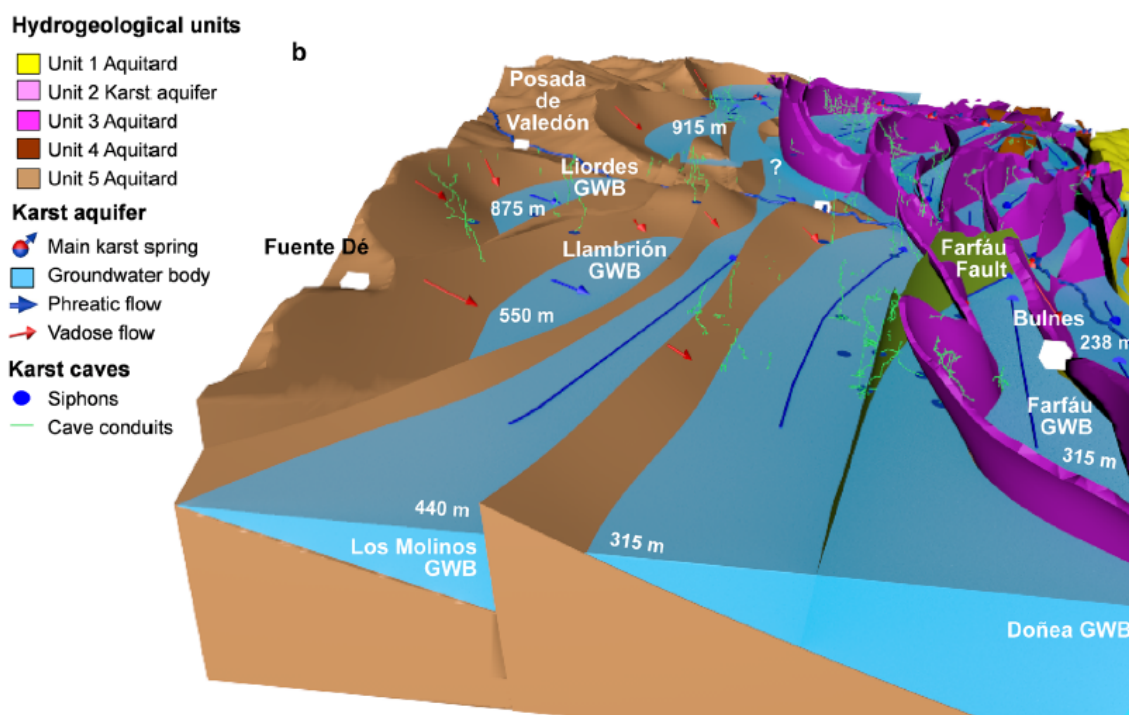 Hydrogeological units
Unit 1 Aquitard
Unit 2 Karst aquifer
Unit 3 Aquitard
Unit 4 Aquitard
Unit 5 Aquitard
Karst aquifer
Main karst spring
Groundwater body
Phreatic flow
Vadose flow
Karst caves
Siphons
Cave conduits
b
Posada
de
Valedón
915 m
?
Liordes
GWB
875 m
Fuente Dé
Llambrión
GWB
550 m
Farfáu
Fault
Bulnes
238 m
Farfáu
GWB
315 m
440 m
Los Molinos
GWB
315 m
Doñea GWB